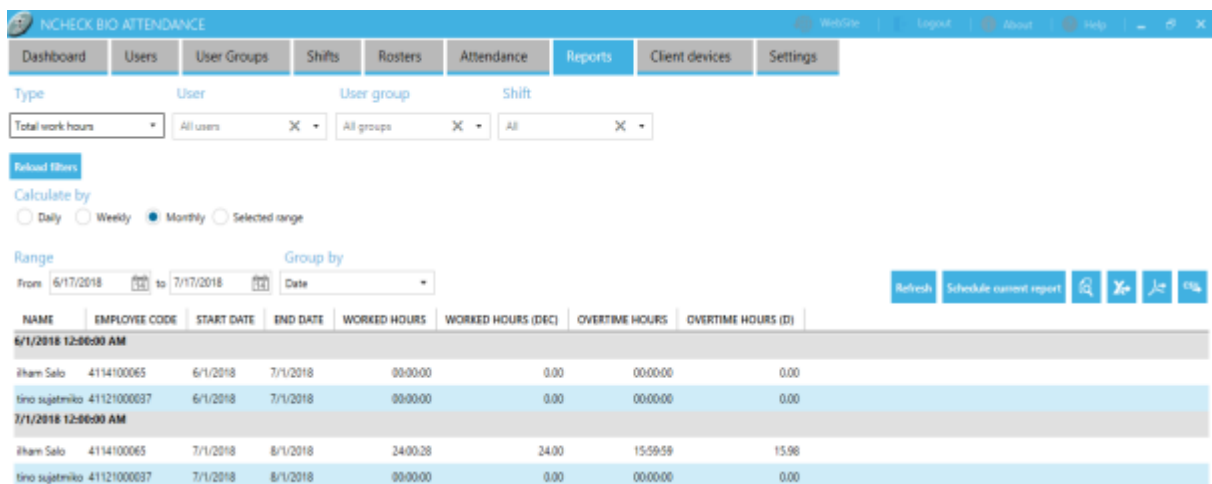 NCHECK BIO ATTENDANCE WebSite Logout About Help
Dashboard Users User Groups Shifts Rosters Attendance Reports Client devices Settings
Type User User group Shift
Total work hours All users All groups All
Reload filters
Calculate by
Daily Weekly Monthly Selected range
Range Group by
From 6/17/2018 to 7/17/2018 Date Refresh Schedule current report
NAME EMPLOYEE CODE START DATE END DATE WORKED HOURS WORKED HOURS (DEC) OVERTIME HOURS OVERTIME HOURS (D)
6/1/2018 12:00:00 AM
ilham Salo 4114100065 6/1/2018 7/1/2018 00:00:00 0.00 00:00:00 0.00
tino sujatmiko 41121000037 6/1/2018 7/1/2018 00:00:00 0.00 00:00:00 0.00
7/1/2018 12:00:00 AM
ilham Salo 4114100065 7/1/2018 8/1/2018 24:00:28 24.00 15:59:59 15.98
tino sujatmiko 41121000037 7/1/2018 8/1/2018 00:00:00 0.00 00:00:00 0.00